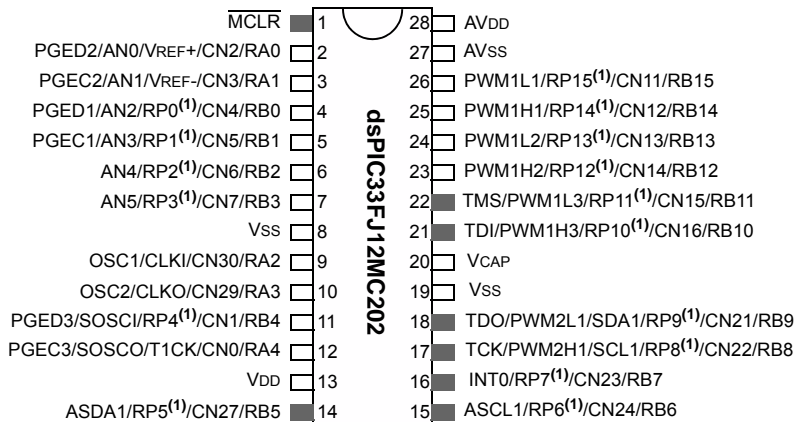 MCLR 1 28 AVDD
PGED2/AN0/VREF+/CN2/RA0 2 27 AVSS
PGEC2/AN1/VREF-/CN3/RA1 3 26 PWM1L1/RP15(1)/CN11/RB15
PGED1/AN2/RP0(1)/CN4/RB0 4 25 PWM1H1/RP14(1)/CN12/RB14
PGEC1/AN3/RP1(1)/CN5/RB1 5 24 PWM1L2/RP13(1)/CN13/RB13
AN4/RP2(1)/CN6/RB2 6 23 PWM1H2/RP12(1)/CN14/RB12
AN5/RP3(1)/CN7/RB3 7 22 TMS/PWM1L3/RP11(1)/CN15/RB11
VSS 8 21 TDI/PWM1H3/RP10(1)/CN16/RB10
OSC1/CLKI/CN30/RA2 9 20 VCAP
OSC2/CLKO/CN29/RA3 10 19 VSS
PGED3/SOSCI/RP4(1)/CN1/RB4 11 18 TDO/PWM2L1/SDA1/RP9(1)/CN21/RB9
PGEC3/SOSCO/T1CK/CN0/RA4 12 17 TCK/PWM2H1/SCL1/RP8(1)/CN22/RB8
VDD 13 16 INT0/RP7(1)/CN23/RB7
ASDA1/RP5(1)/CN27/RB5 14 15 ASCL1/RP6(1)/CN24/RB6
dsPIC33FJ12MC202